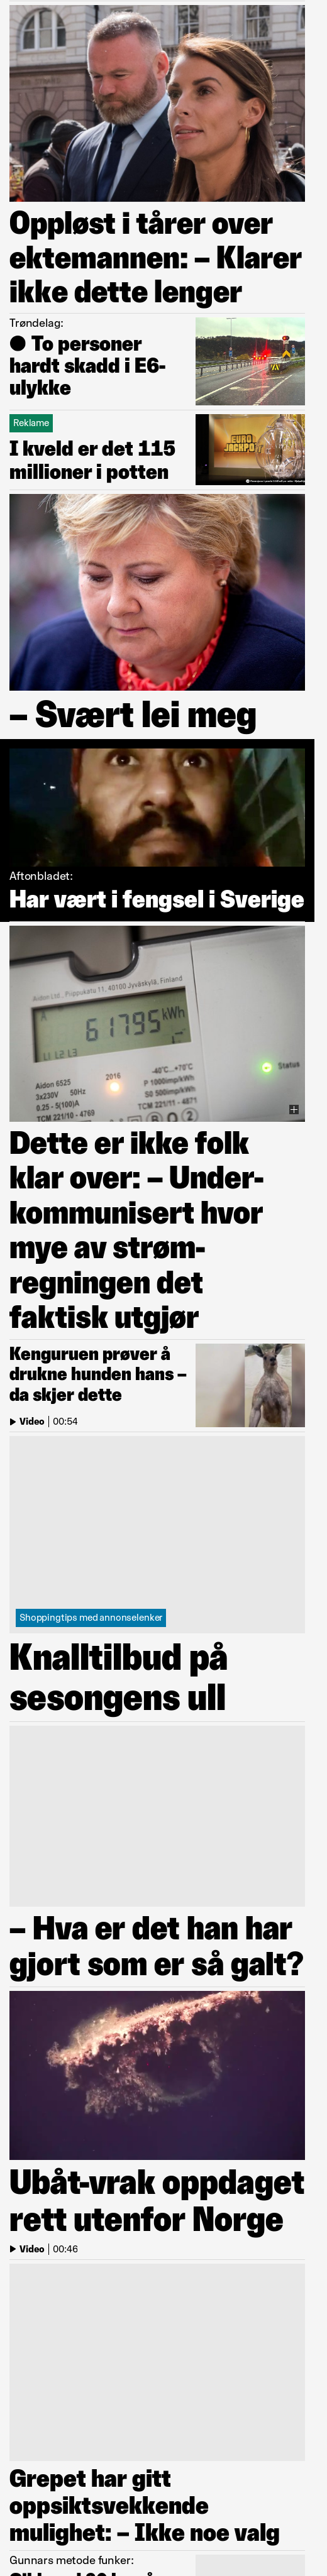 Oppløst i tårer over
ektemannen: – Klarer
ikke dette lenger
Trøndelag:
● To personer
hardt skadd i E6-
ulykke
Reklame
I kveld er det 115
millioner i potten
EURO
JACKPOT
– Svært lei meg
Aftonbladet:
Har vært i fengsel i Sverige
Aidon Ltd., Piippukatu 11, 40100 Jyväskylä, Finland
61795 kWh
Aidon 6525
3x230V 50Hz
0.25 - 5(100)A
TCM 221/10 - 4769
2016
-40°C...+70°C
P 1000imp/kWh
TCM 221/11 - 4871
Status
Dette er ikke folk
klar over: – Under-
kommunisert hvor
mye av strøm-
regningen det
faktisk utgjør
Kenguruen prøver å
drukne hunden hans –
da skjer dette
Video | 00:54
Shoppingtips med annonselenker
Knalltilbud på
sesongens ull
– Hva er det han har
gjort som er så galt?
Ubåt-vrak oppdaget
rett utenfor Norge
Video | 00:46
Grepet har gitt
oppsiktsvekkende
mulighet: – Ikke noe valg
Gunnars metode funker: